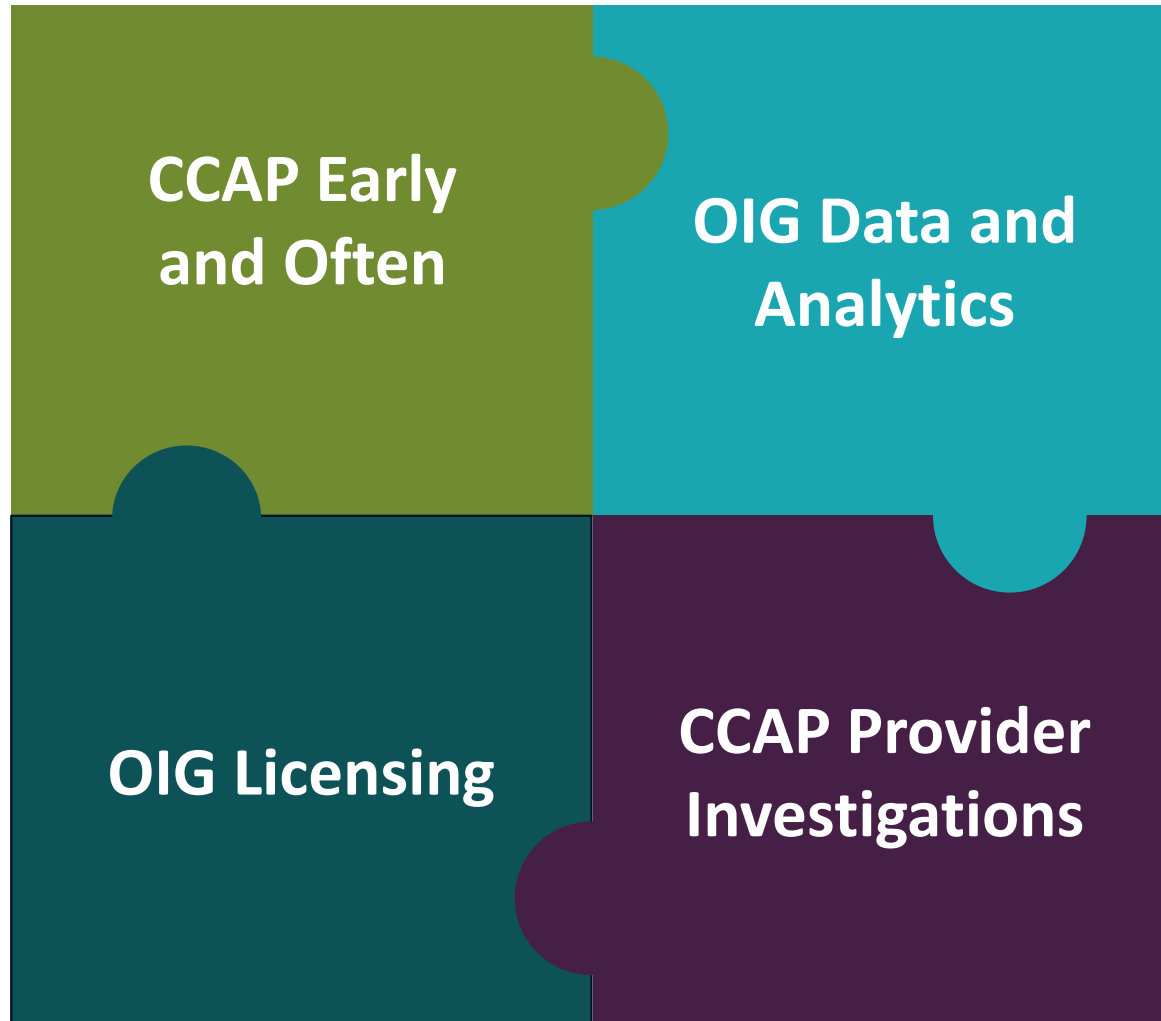 CCAP Early
and Often
OIG Data and
Analytics
OIG Licensing
CCAP Provider
Investigations